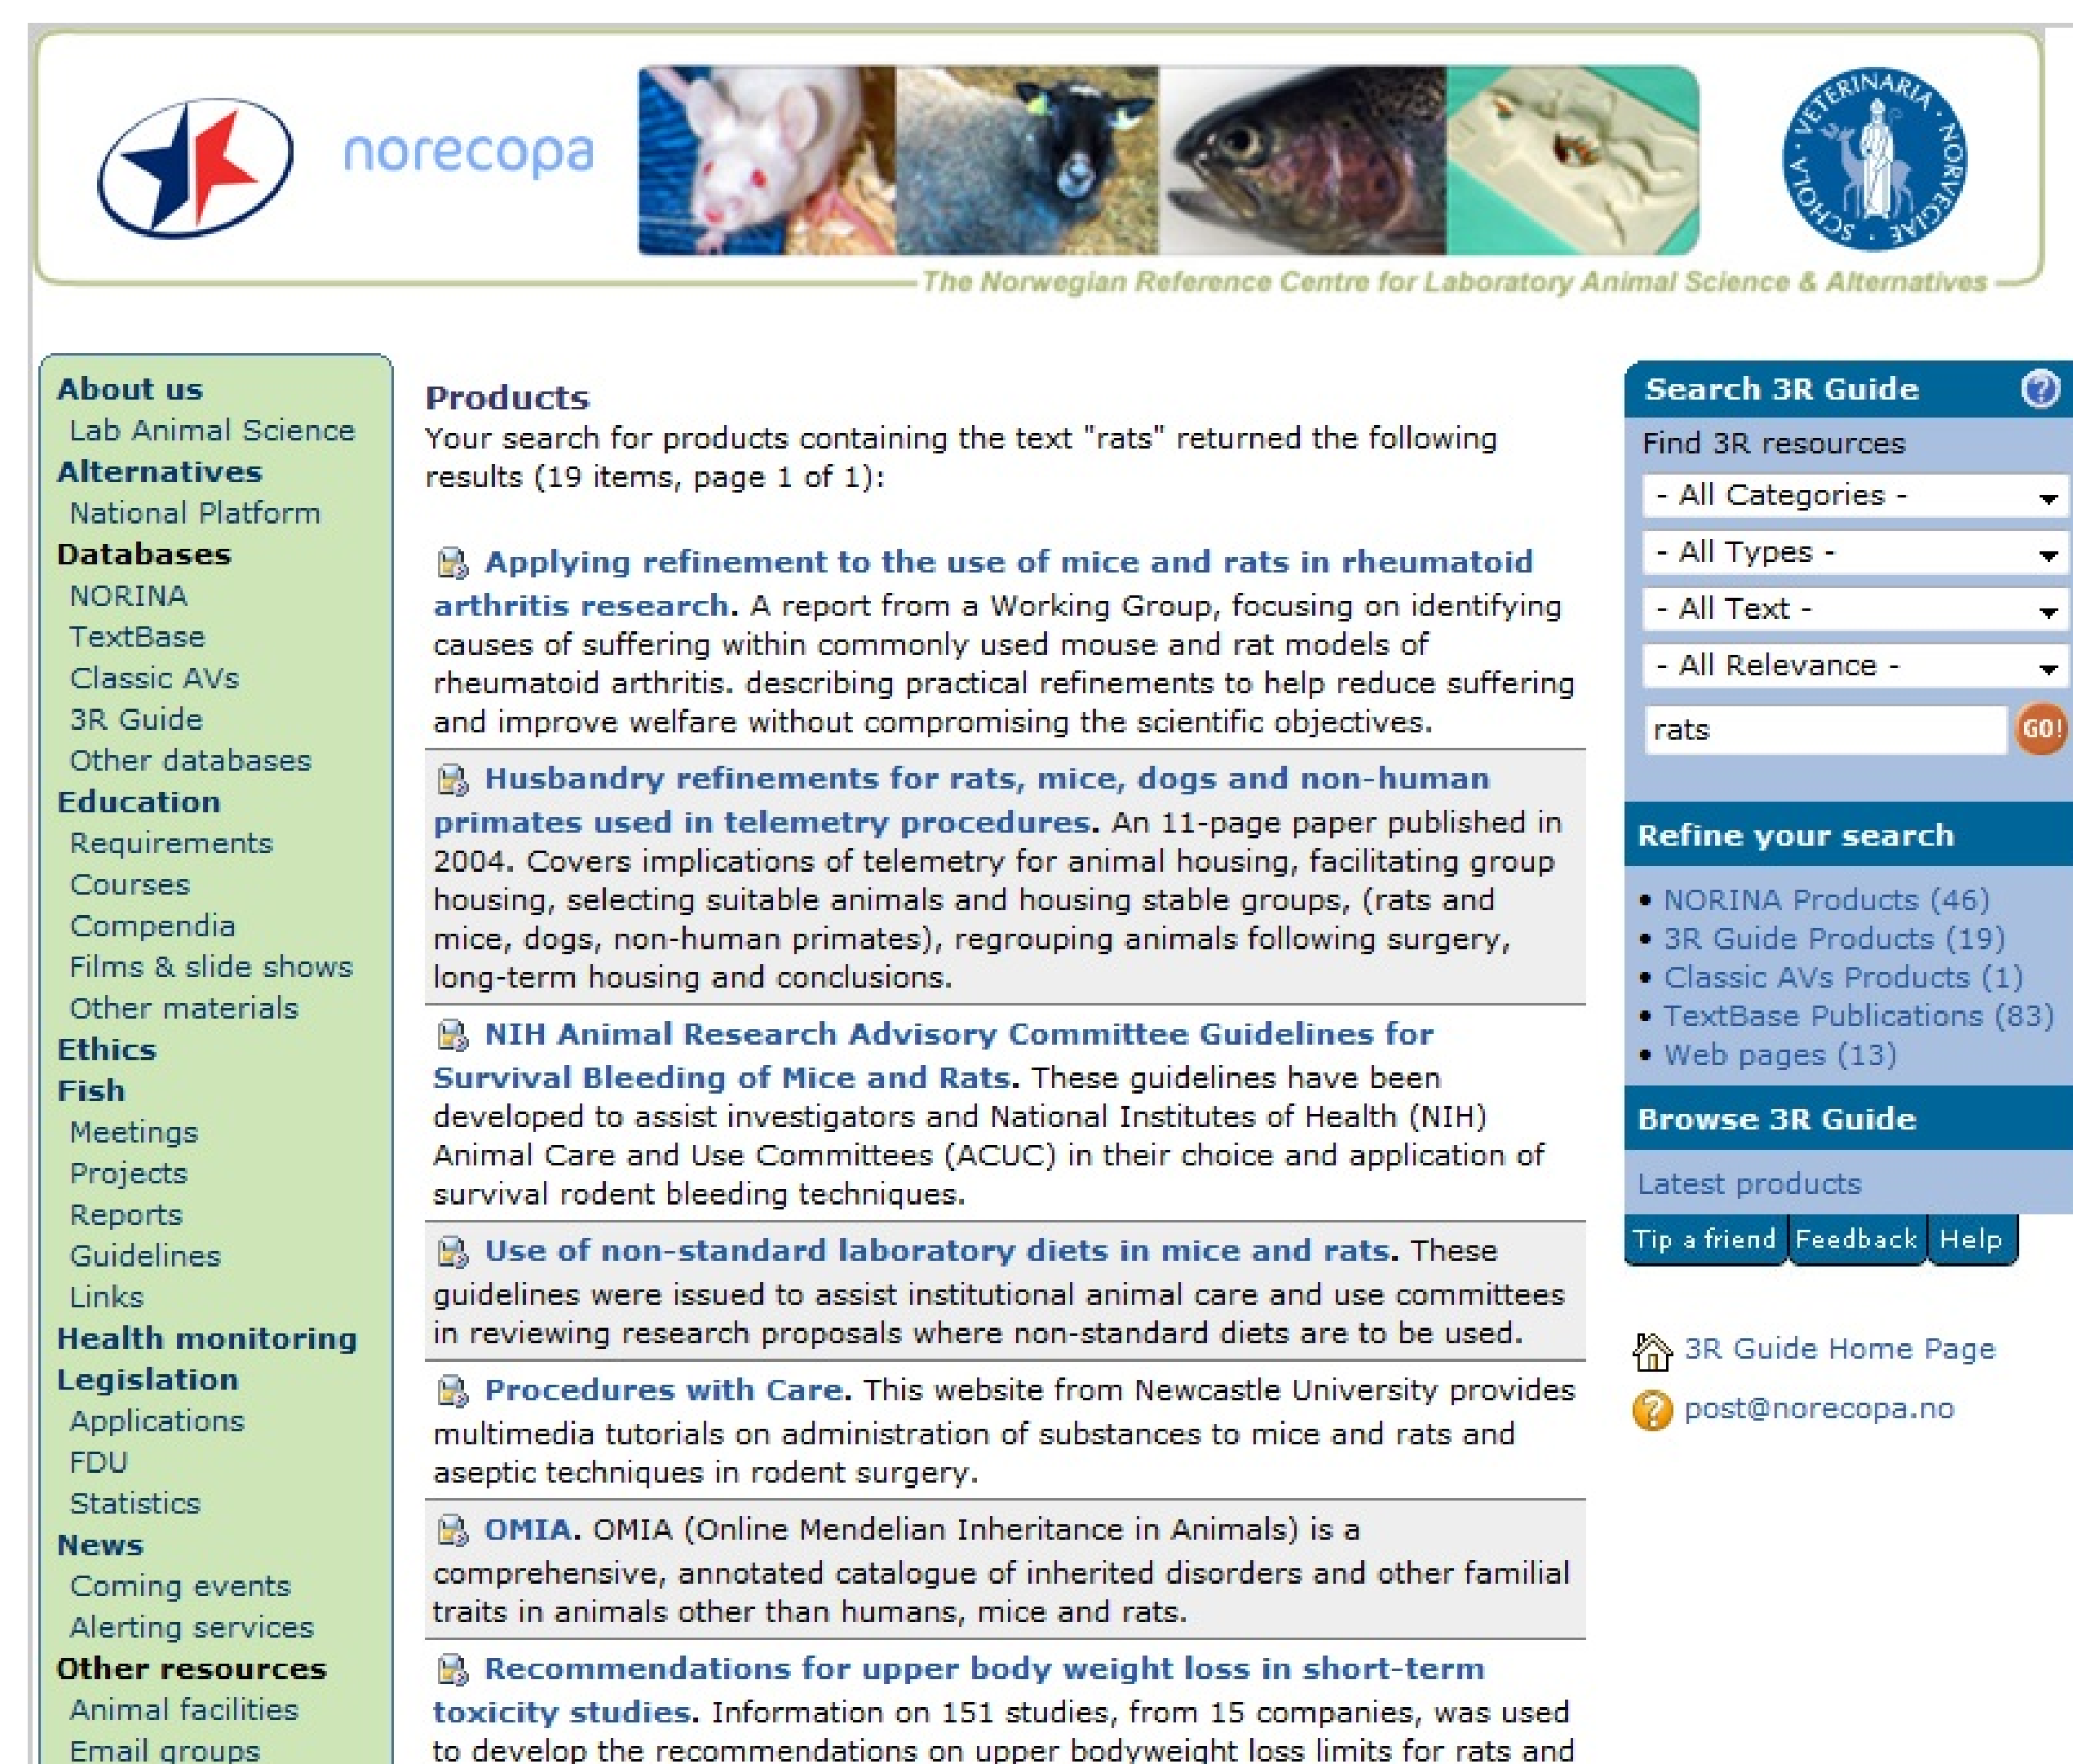 norecopa
SCHOLA · VETERINARIA · NORVEGIAE ·
The Norwegian Reference Centre for Laboratory Animal Science & Alternatives
About us
Lab Animal Science
Alternatives
National Platform
Databases
NORINA
TextBase
Classic AVs
3R Guide
Other databases
Education
Requirements
Courses
Compendia
Films & slide shows
Other materials
Ethics
Fish
Meetings
Projects
Reports
Guidelines
Links
Health monitoring
Legislation
Applications
FDU
Statistics
News
Coming events
Alerting services
Other resources
Animal facilities
Email groups
Products
Your search for products containing the text "rats" returned the following
results (19 items, page 1 of 1):
Applying refinement to the use of mice and rats in rheumatoid
arthritis research. A report from a Working Group, focusing on identifying
causes of suffering within commonly used mouse and rat models of
rheumatoid arthritis. describing practical refinements to help reduce suffering
and improve welfare without compromising the scientific objectives.
Husbandry refinements for rats, mice, dogs and non-human
primates used in telemetry procedures. An 11-page paper published in
2004. Covers implications of telemetry for animal housing, facilitating group
housing, selecting suitable animals and housing stable groups, (rats and
mice, dogs, non-human primates), regrouping animals following surgery,
long-term housing and conclusions.
NIH Animal Research Advisory Committee Guidelines for
Survival Bleeding of Mice and Rats. These guidelines have been
developed to assist investigators and National Institutes of Health (NIH)
Animal Care and Use Committees (ACUC) in their choice and application of
survival rodent bleeding techniques.
Use of non-standard laboratory diets in mice and rats. These
guidelines were issued to assist institutional animal care and use committees
in reviewing research proposals where non-standard diets are to be used.
Procedures with Care. This website from Newcastle University provides
multimedia tutorials on administration of substances to mice and rats and
aseptic techniques in rodent surgery.
OMIA. OMIA (Online Mendelian Inheritance in Animals) is a
comprehensive, annotated catalogue of inherited disorders and other familial
traits in animals other than humans, mice and rats.
Recommendations for upper body weight loss in short-term
toxicity studies. Information on 151 studies, from 15 companies, was used
to develop the recommendations on upper bodyweight loss limits for rats and
Search 3R Guide ?
Find 3R resources
- All Categories -
- All Types -
- All Text -
- All Relevance -
rats GO!
Refine your search
• NORINA Products (46)
• 3R Guide Products (19)
• Classic AVs Products (1)
• TextBase Publications (83)
• Web pages (13)
Browse 3R Guide
Latest products
Tip a friend Feedback Help
3R Guide Home Page
? post@norecopa.no